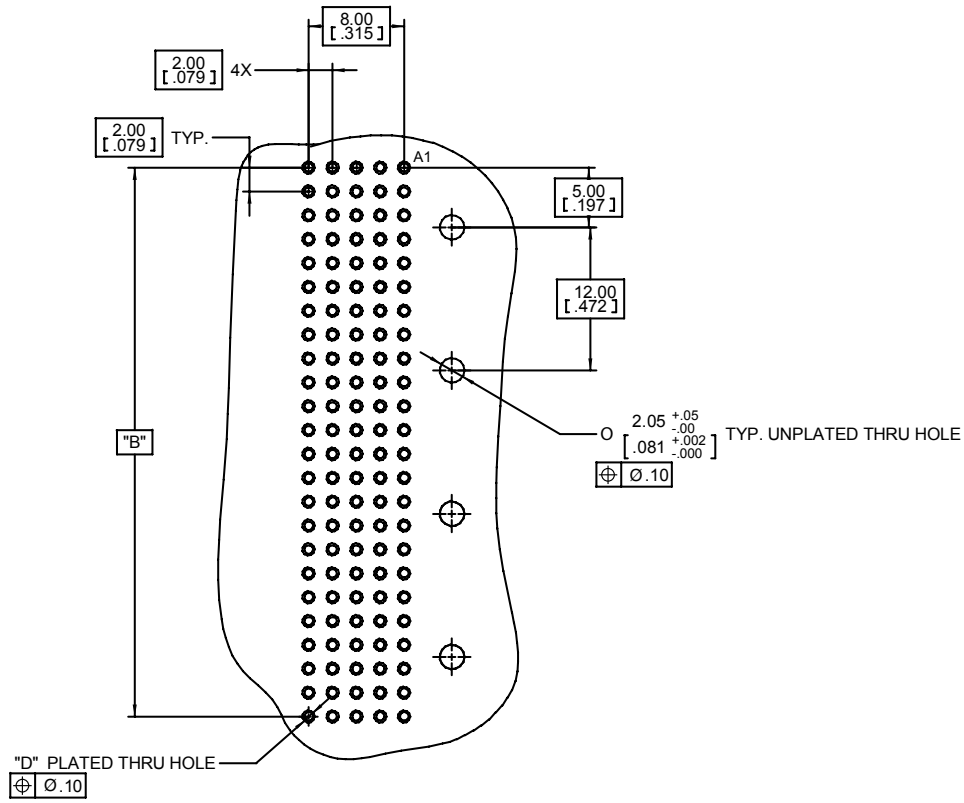 8.00
[.315]
2.00
[.079] 4X
2.00
[.079] TYP.
A1
5.00
[.197]
12.00
[.472]
"B"
O 2.05 +.05 -.00
[.081 +.002 -.000] TYP. UNPLATED THRU HOLE
⌖ Ø.10
"D" PLATED THRU HOLE
⌖ Ø.10